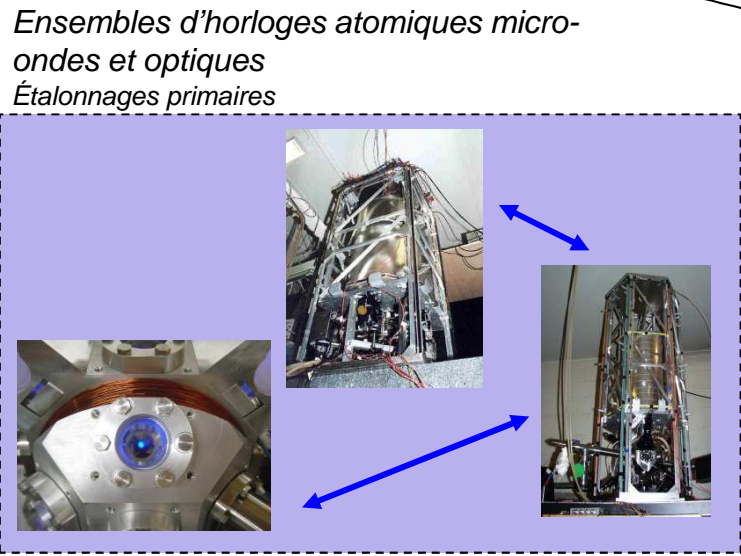 Ensembles d'horloges atomiques micro-
ondes et optiques
Étalonnages primaires